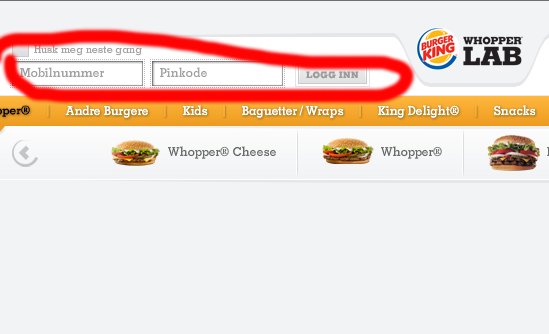 Husk meg neste gang
Mobilnummer Pinkode LOGG INN
BURGER KING WHOPPER LAB
pper® Andre Burgere Kids Baguetter / Wraps King Delight® Snacks
Whopper® Cheese Whopper®